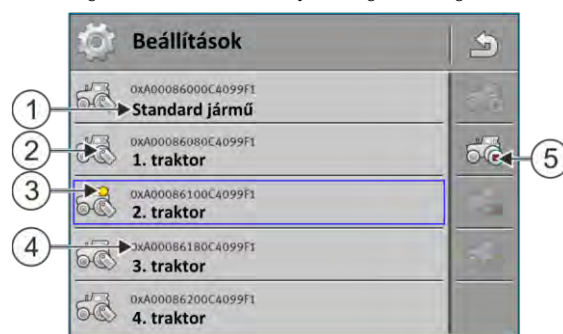 Beállítások
0xA00086000C4099F1
1
Standard jármű
0xA00086080C4099F1
2
1. traktor
5
0xA00086100C4099F1
3
2. traktor
0xA00086180C4099F1
4
3. traktor
0xA00086200C4099F1
4. traktor